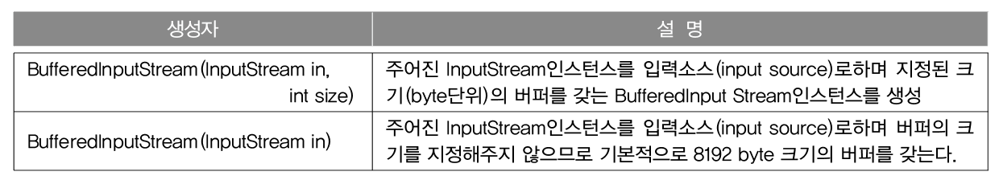 생성자 설 명
BufferedInputStream(InputStream in,
int size)
주어진 InputStream인스턴스를 입력소스(input source)로하며 지정된 크
기(byte단위)의 버퍼를 갖는 BufferedInput Stream인스턴스를 생성
BufferedInputStream(InputStream in)
주어진 InputStream인스턴스를 입력소스(input source)로하며 버퍼의 크
기를 지정해주지 않으므로 기본적으로 8192 byte 크기의 버퍼를 갖는다.